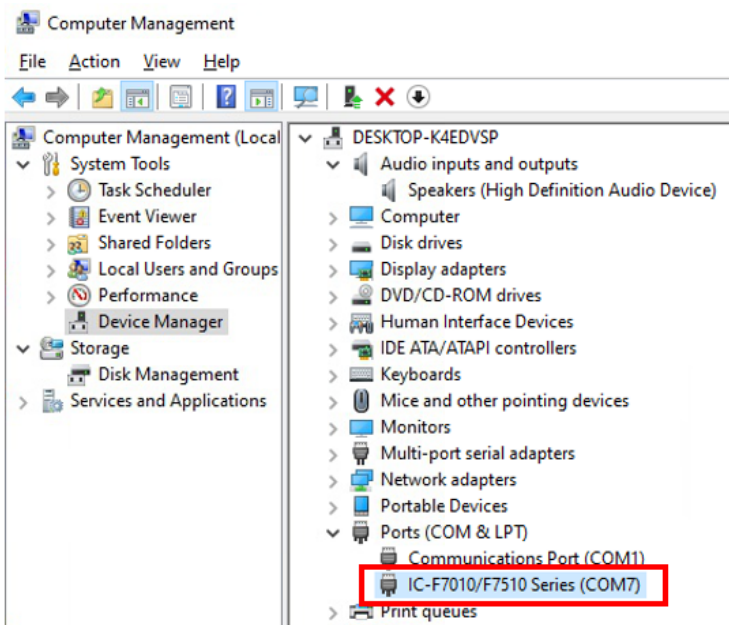 Computer Management
File Action View Help
Computer Management (Local
System Tools
Task Scheduler
Event Viewer
Shared Folders
Local Users and Groups
Performance
Device Manager
Storage
Disk Management
Services and Applications
DESKTOP-K4EDVSP
Audio inputs and outputs
Speakers (High Definition Audio Device)
Computer
Disk drives
Display adapters
DVD/CD-ROM drives
Human Interface Devices
IDE ATA/ATAPI controllers
Keyboards
Mice and other pointing devices
Monitors
Multi-port serial adapters
Network adapters
Portable Devices
Ports (COM & LPT)
Communications Port (COM1)
IC-F7010/F7510 Series (COM7)
Print queues